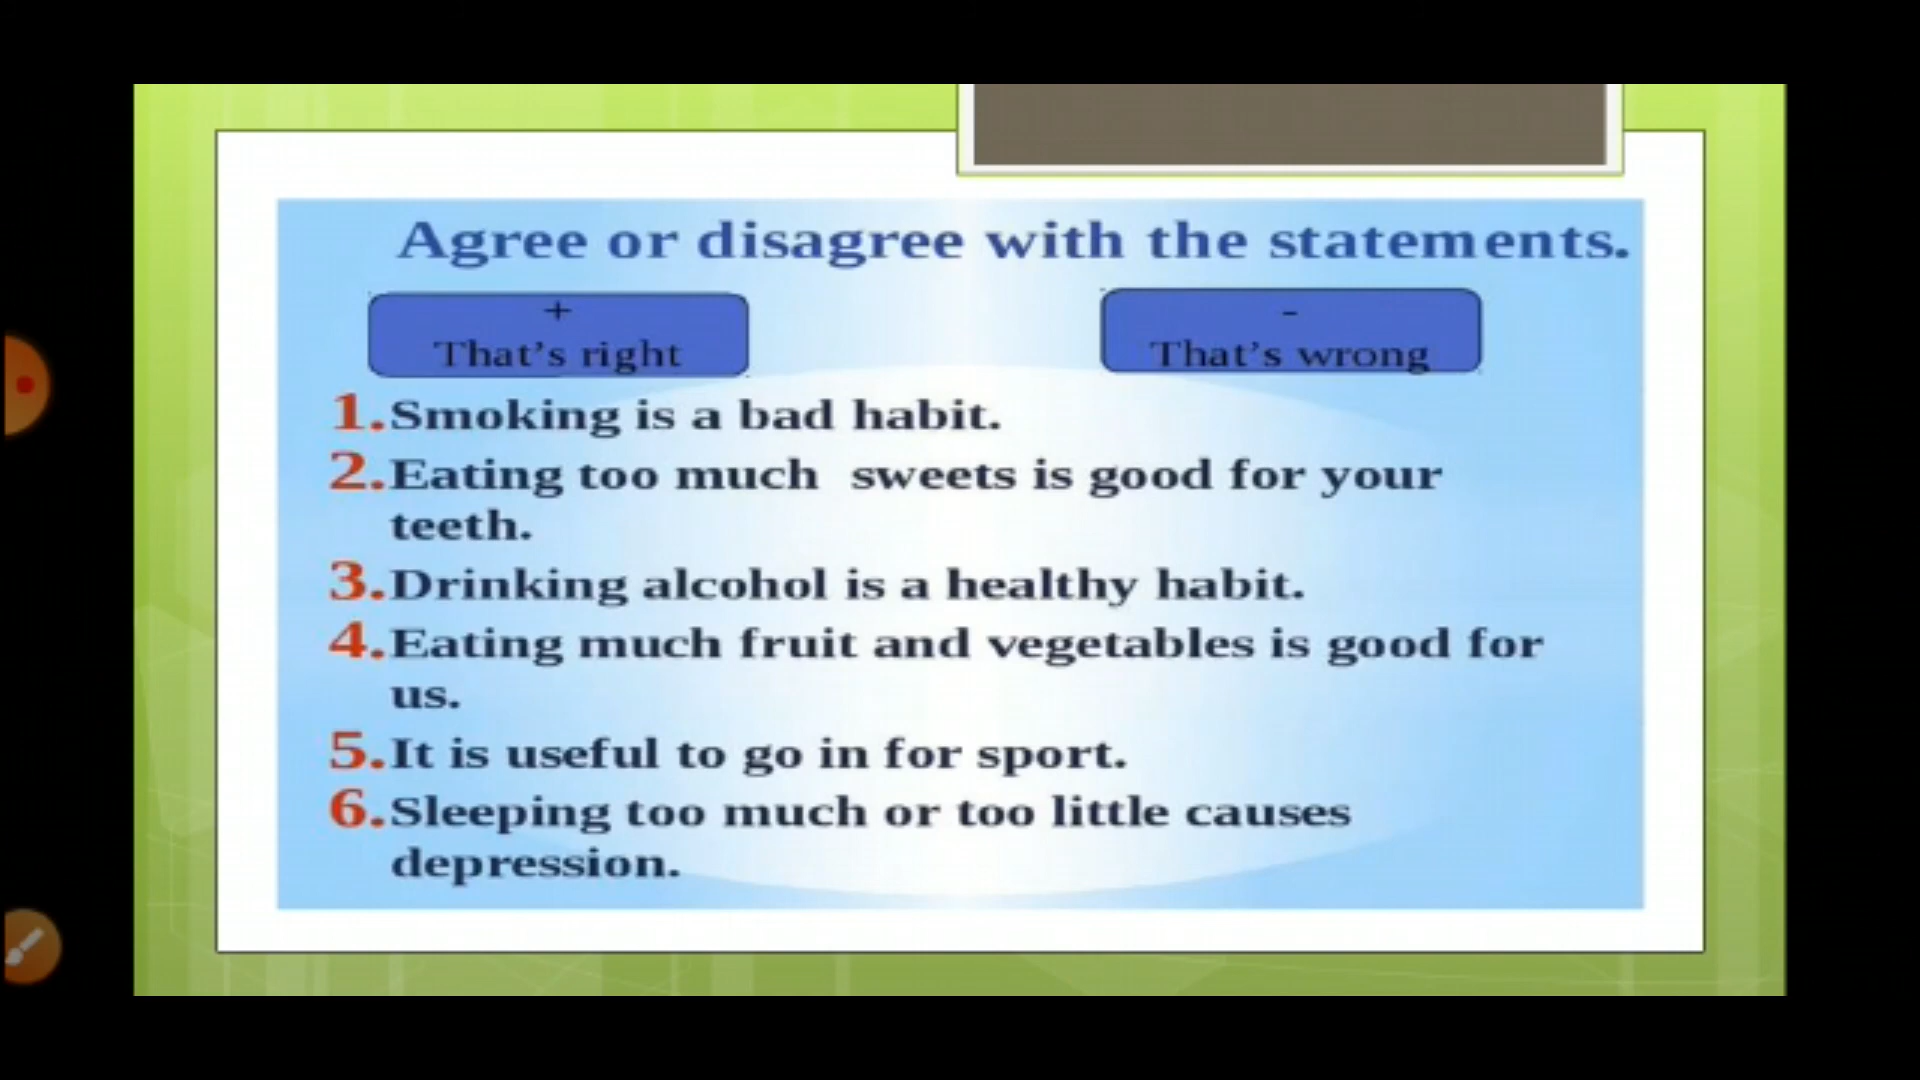 Agree or disagree with the statements.
+
That's right
-
That's wrong
1.Smoking is a bad habit.
2.Eating too much sweets is good for your
teeth.
3.Drinking alcohol is a healthy habit.
4.Eating much fruit and vegetables is good for
us.
5.It is useful to go in for sport.
6.Sleeping too much or too little causes
depression.